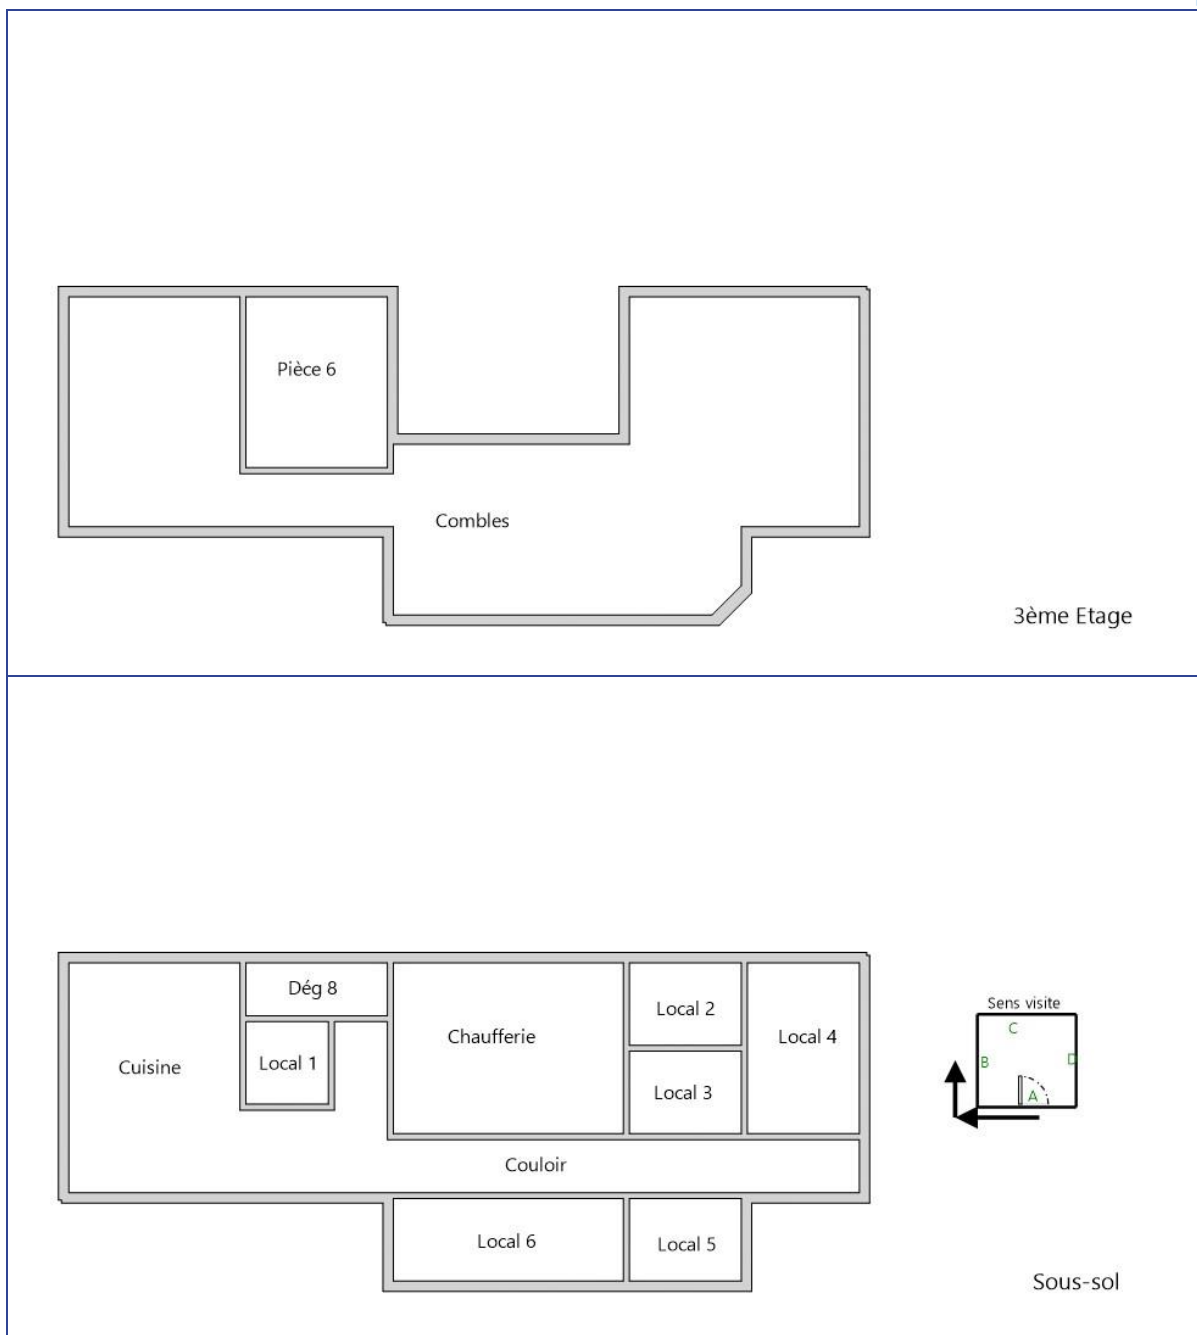 Pièce 6
Combles
3ème Etage
Dég 8
Local 2
Sens visite
C
Cuisine
Local 1
Chaufferie
Local 4
B
D
Local 3
A
Couloir
Local 6
Local 5
Sous-sol